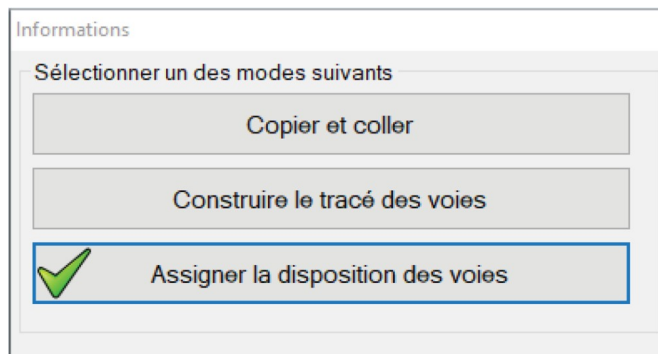 Informations
Sélectionner un des modes suivants
Copier et coller
Construire le tracé des voies
Assigner la disposition des voies